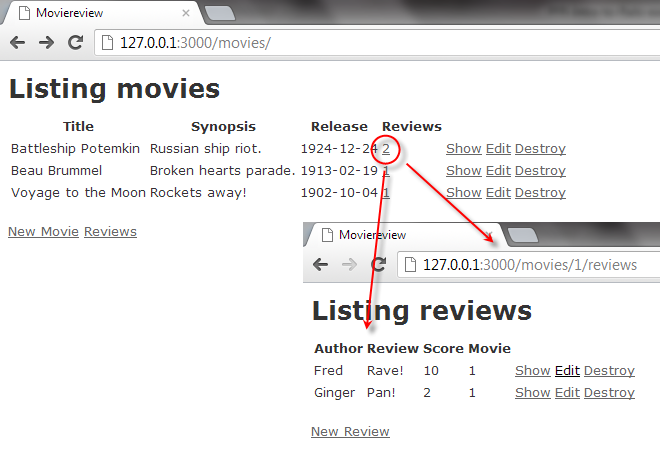 Moviereview
127.0.0.1:3000/movies/
Listing movies
Title Synopsis Release Reviews
Battleship Potemkin Russian ship riot. 1924-12-24 2 Show Edit Destroy
Beau Brummel Broken hearts parade. 1913-02-19 1 Show Edit Destroy
Voyage to the Moon Rockets away! 1902-10-04 1 Show Edit Destroy
New Movie Reviews
Moviereview
127.0.0.1:3000/movies/1/reviews
Listing reviews
Author Review Score Movie
Fred Rave! 10 1 Show Edit Destroy
Ginger Pan! 2 1 Show Edit Destroy
New Review